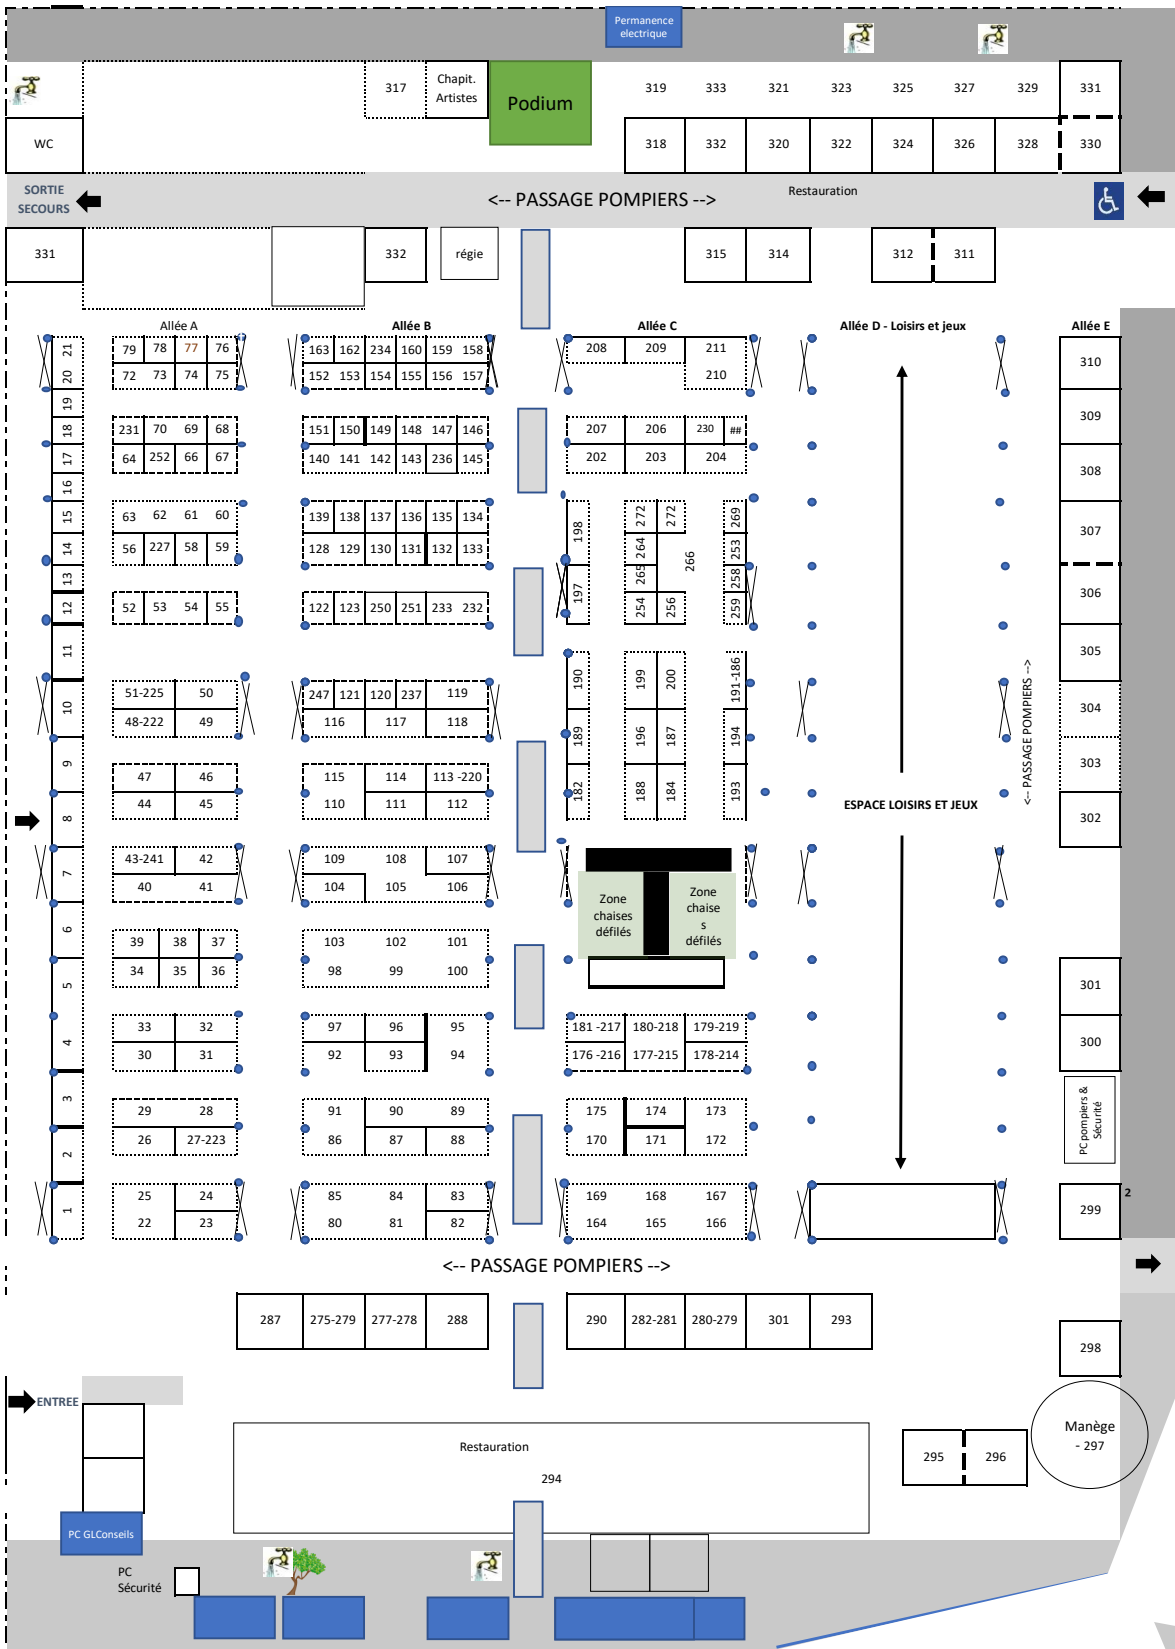 Permanence
electrique
317
Chapit.
Artistes
Podium
319 333 321 323 325 327 329 331
WC
318 332 320 322 324 326 328 330
SORTIE
SECOURS
<-- PASSAGE POMPIERS -->
Restauration
331
332
régie
315 314 312 311
Allée A
Allée B
Allée C
Allée D - Loisirs et jeux
Allée E
21
20
19
18
17
16
15
14
13
12
11
10
9
8
7
6
5
4
3
2
1
79 78 77 76
72 73 74 75
231 70 69 68
64 252 66 67
63 62 61 60
56 227 58 59
52 53 54 55
51-225 50
48-222 49
47 46
44 45
43-241 42
40 41
39 38 37
34 35 36
33 32
30 31
29 28
26 27-223
25 24
22 23
163 162 234 160 159 158
152 153 154 155 156 157
151 150 149 148 147 146
140 141 142 143 236 145
139 138 137 136 135 134
128 129 130 131 132 133
122 123 250 251 233 232
247 121 120 237 119
116 117 118
115 114 113 -220
110 111 112
109 108 107
104 105 106
103 102 101
98 99 100
97 96 95
92 93 94
91 90 89
86 87 88
85 84 83
80 81 82
208 209 211
210
207 206 230 ##
202 203 204
198 272 272 269
264 266 253
197 265 258
254 256 259
190 199 200 191-186
189 196 187 194
182 188 184 193
Zone
chaises
défilés
Zone
chaise
s
défilés
181 -217 180-218 179-219
176 -216 177-215 178-214
175 174 173
170 171 172
169 168 167
164 165 166
ESPACE LOISIRS ET JEUX
<-- PASSAGE POMPIERS -->
310
309
308
307
306
305
304
303
302
301
300
PC pompiers &
Sécurité
299
2
<-- PASSAGE POMPIERS -->
287 275-279 277-278 288 290 282-281 280-279 301 293
298
ENTREE
Manège
- 297
Restauration
294
295 296
PC GLConseils
PC
Sécurité